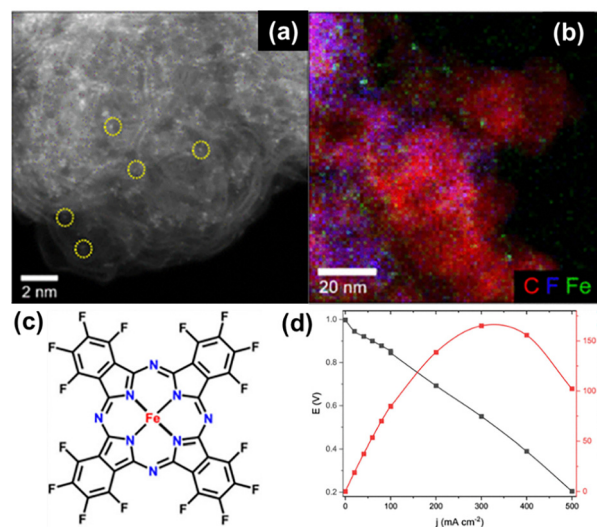 (a)
(b)
2 nm
20 nm
C F Fe
(c)
(d)
F F F F
F F F F
N N N
N Fe N
N N N
F F F F
F F F F
1.0
0.8
0.6
0.4
0.2
E (V)
0 100 200 300 400 500
j (mA cm⁻²)
150
100
50
0